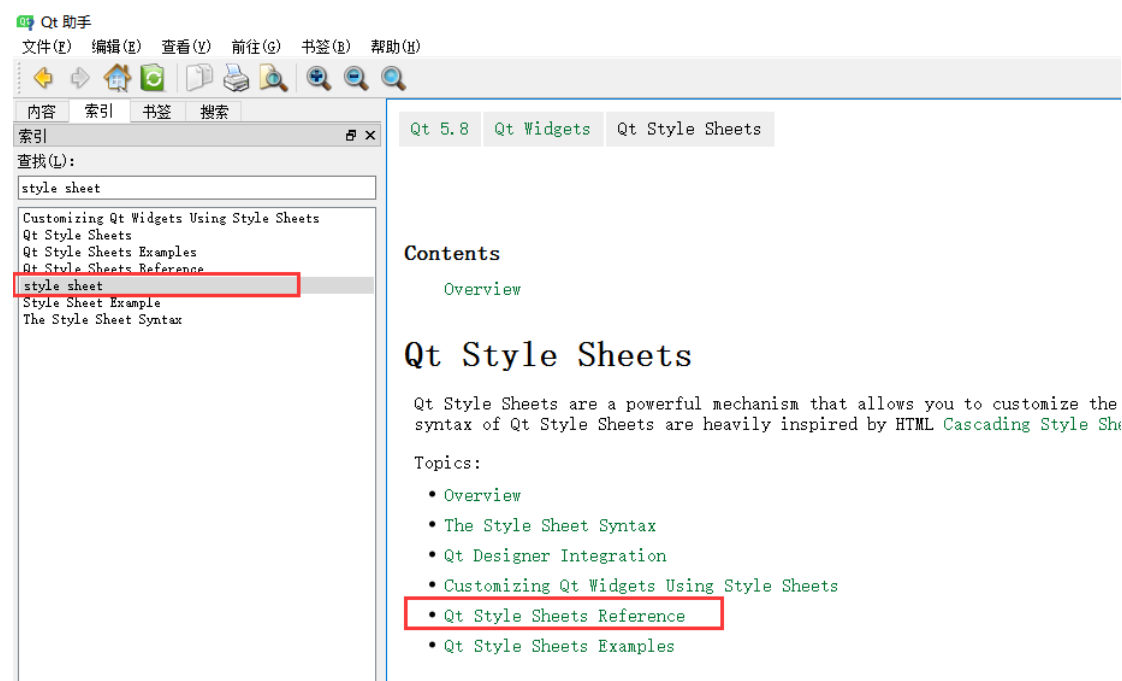 Qt 助手
文件(F) 编辑(E) 查看(V) 前往(G) 书签(B) 帮助(H)
内容 索引 书签 搜索
索引
查找(L):
style sheet
Customizing Qt Widgets Using Style Sheets
Qt Style Sheets
Qt Style Sheets Examples
Qt Style Sheets Reference
style sheet
Style Sheet Example
The Style Sheet Syntax
Qt 5.8 Qt Widgets Qt Style Sheets
Contents
Overview
Qt Style Sheets
Qt Style Sheets are a powerful mechanism that allows you to customize the
syntax of Qt Style Sheets are heavily inspired by HTML Cascading Style She
Topics:
• Overview
• The Style Sheet Syntax
• Qt Designer Integration
• Customizing Qt Widgets Using Style Sheets
• Qt Style Sheets Reference
• Qt Style Sheets Examples